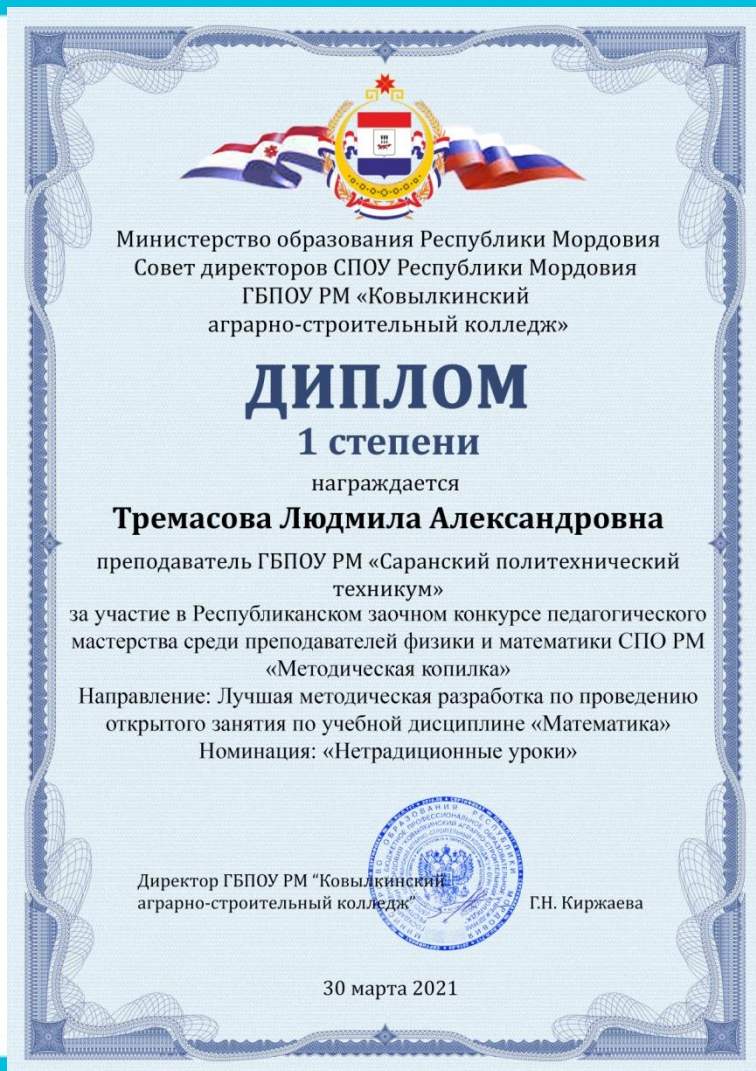 Министерство образования Республики Мордовия
Совет директоров СПОУ Республики Мордовия
ГБПОУ РМ «Ковылкинский
аграрно-строительный колледж»
ДИПЛОМ
1 степени
награждается
Тремасова Людмила Александровна
преподаватель ГБПОУ РМ «Саранский политехнический
техникум»
за участие в Республиканском заочном конкурсе педагогического
мастерства среди преподавателей физики и математики СПО РМ
«Методическая копилка»
Направление: Лучшая методическая разработка по проведению
открытого занятия по учебной дисциплине «Математика»
Номинация: «Нетрадиционные уроки»
Директор ГБПОУ РМ "Ковылкинский
аграрно-строительный колледж"
Г.Н. Киржаева
30 марта 2021